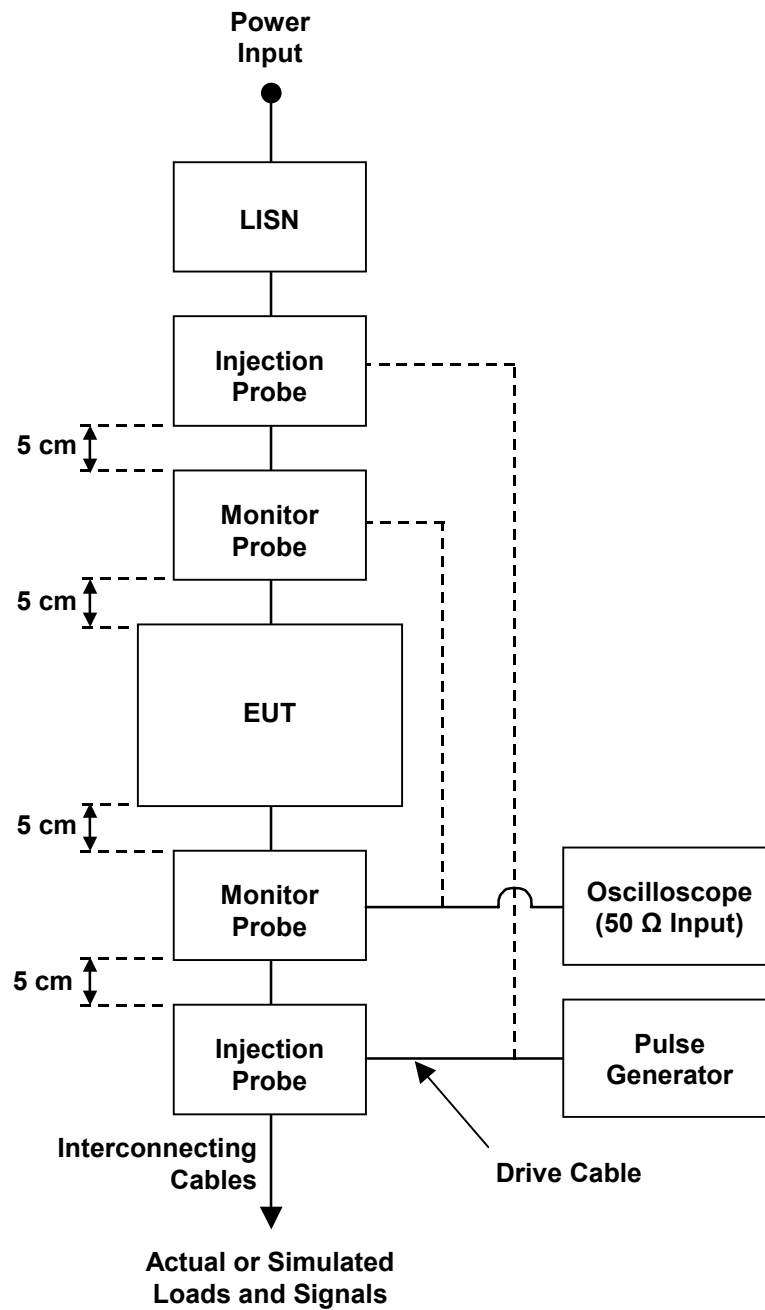 Power
Input
LISN
Injection
Probe
5 cm
Monitor
Probe
5 cm
EUT
5 cm
Monitor
Probe
Oscilloscope
(50 Ω Input)
5 cm
Injection
Probe
Pulse
Generator
Interconnecting
Cables
Drive Cable
Actual or Simulated
Loads and Signals